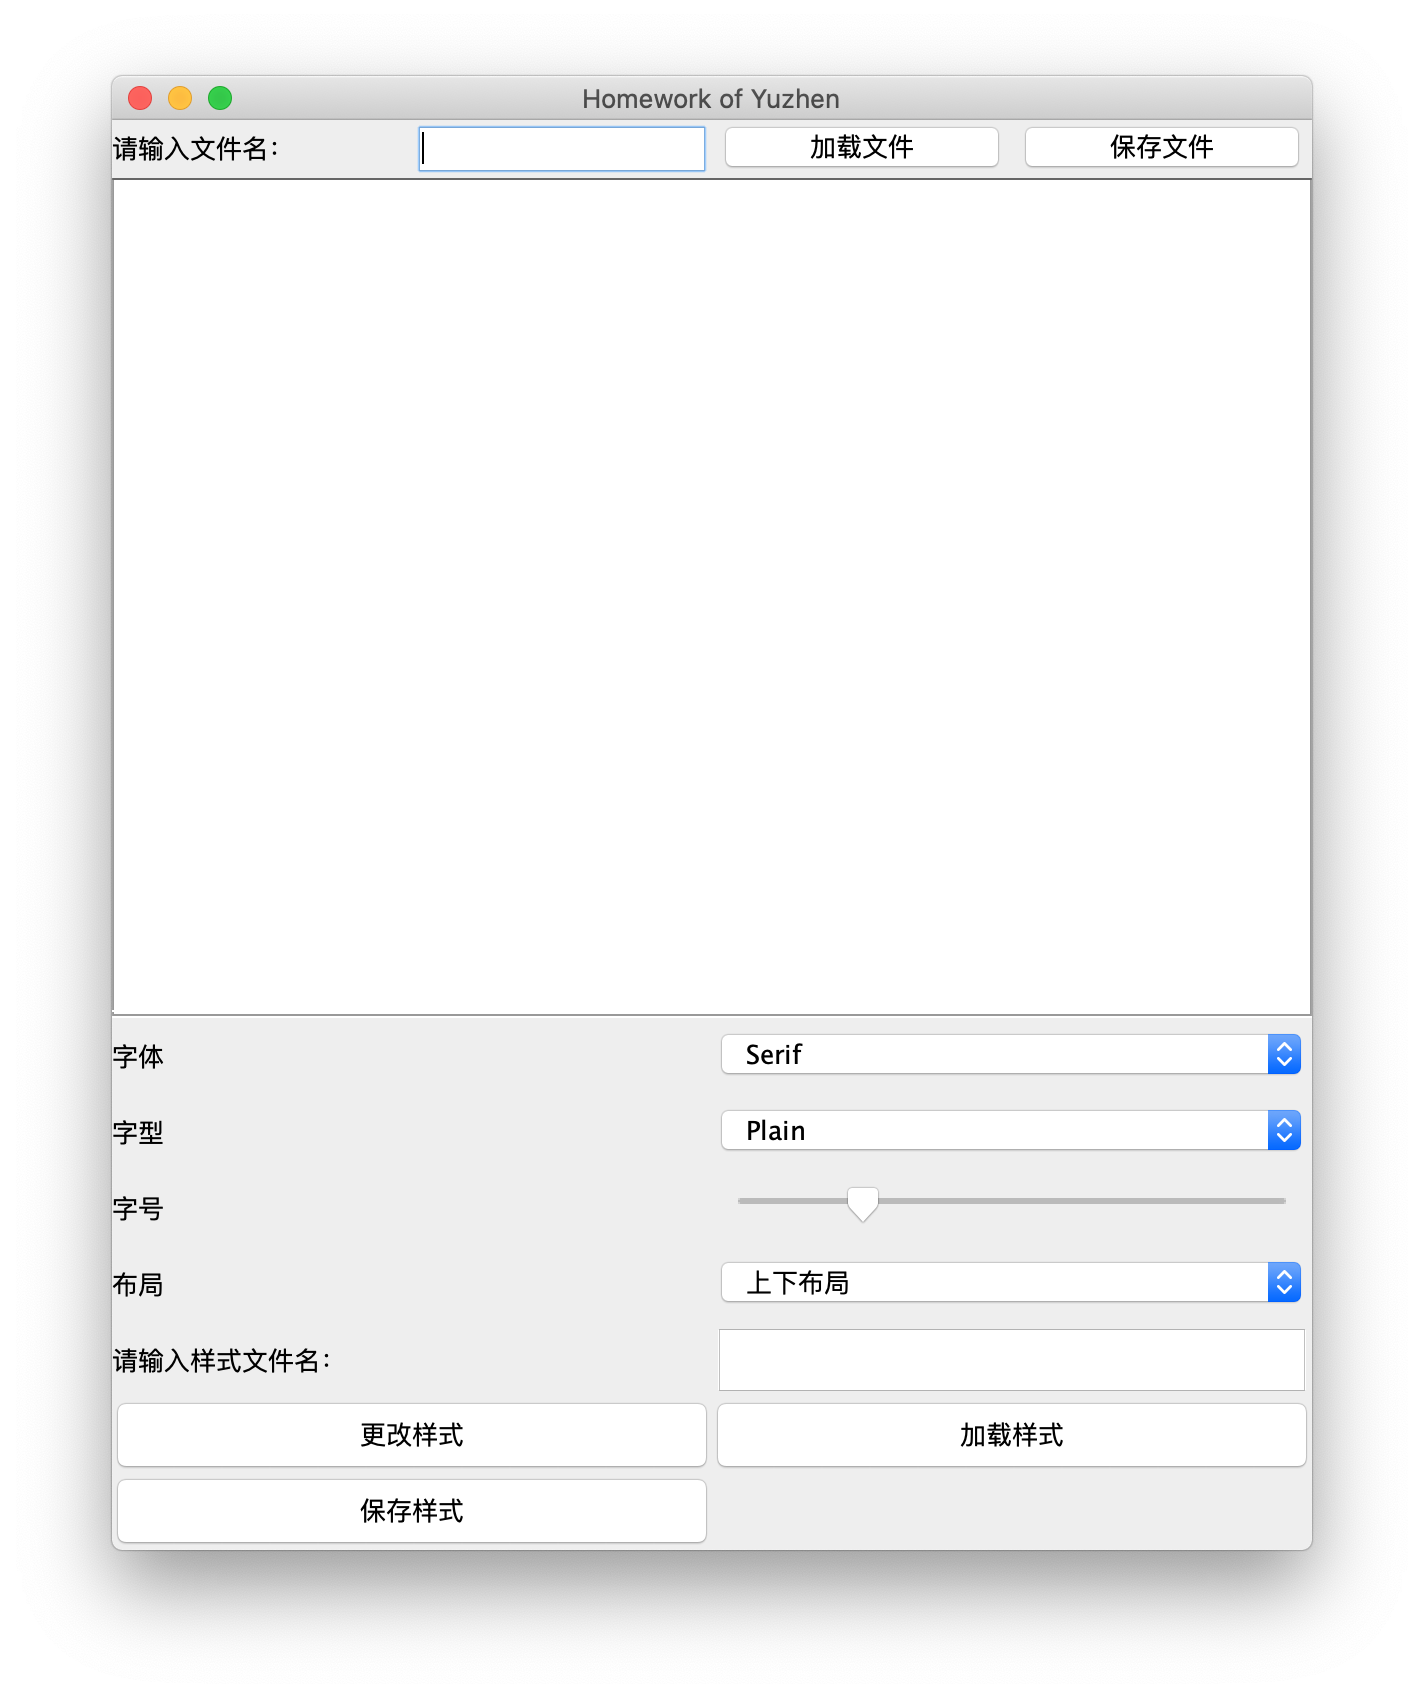 Homework of Yuzhen
请输入文件名： 加载文件 保存文件
字体 Serif
字型 Plain
字号
布局 上下布局
请输入样式文件名：
更改样式 加载样式
保存样式